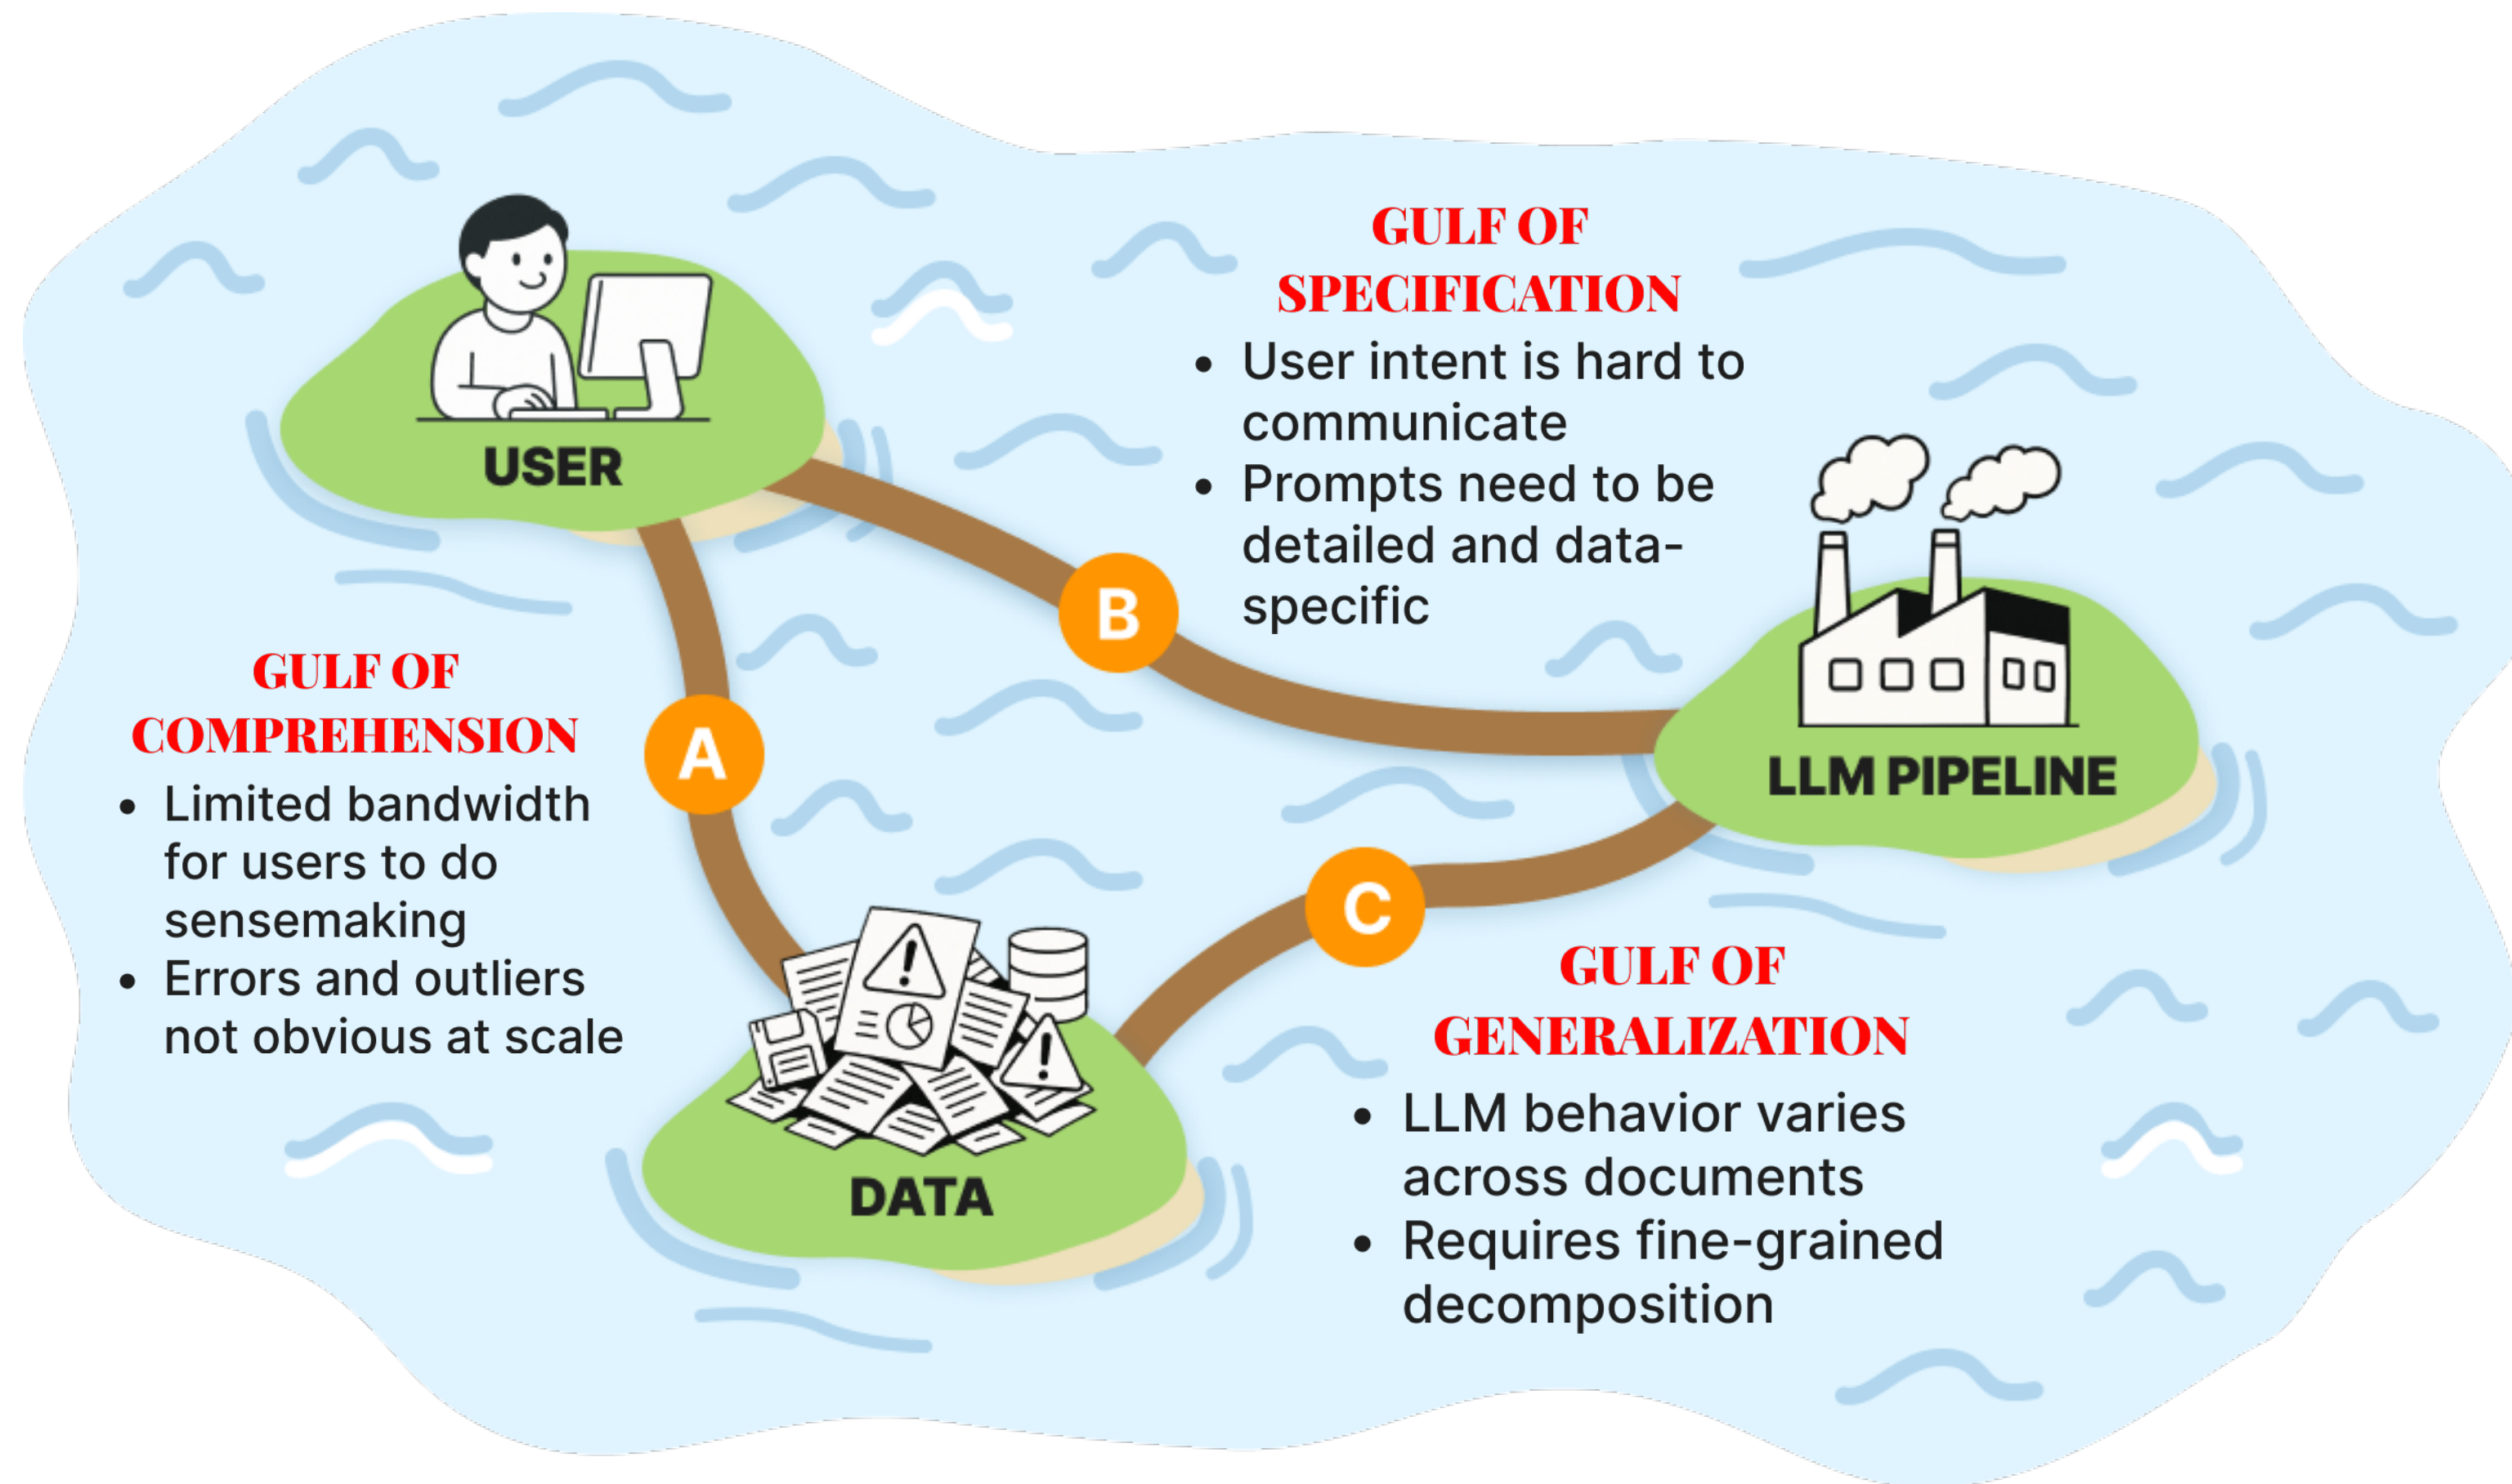 USER
GULF OF
SPECIFICATION
• User intent is hard to
communicate
• Prompts need to be
detailed and data-
specific
B
LLM PIPELINE
GULF OF
COMPREHENSION
• Limited bandwidth
for users to do
sensemaking
• Errors and outliers
not obvious at scale
A
C
DATA
GULF OF
GENERALIZATION
• LLM behavior varies
across documents
• Requires fine-grained
decomposition